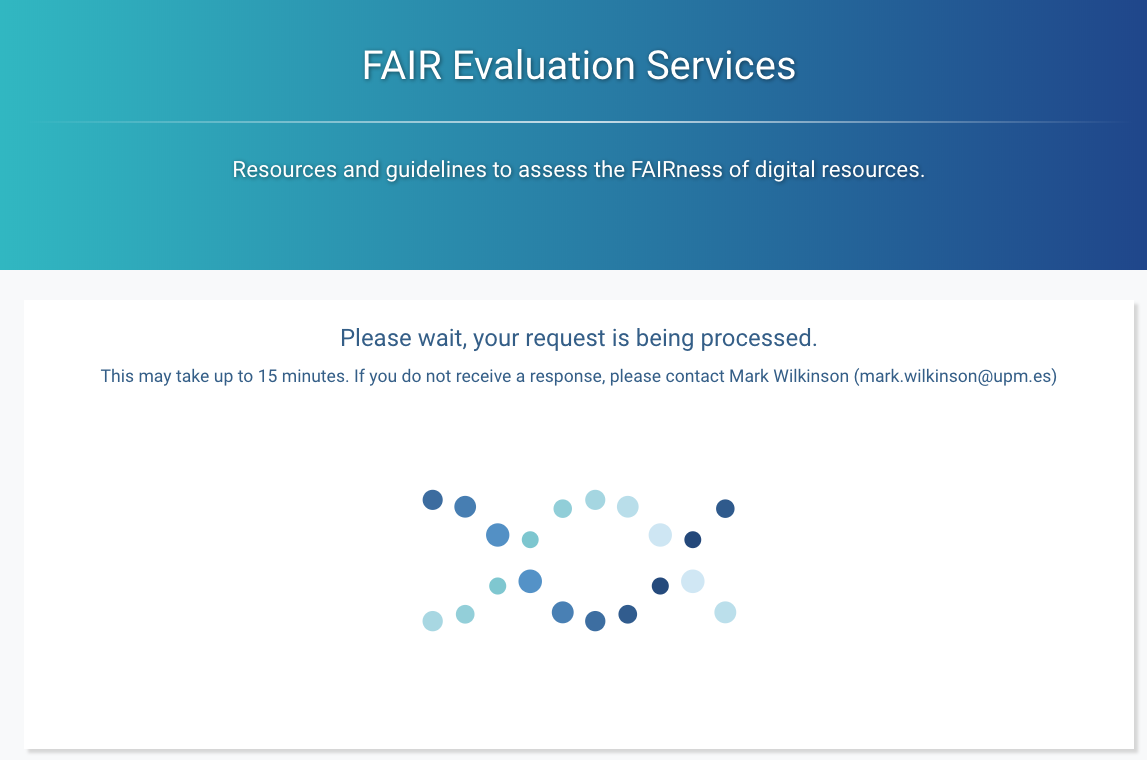 FAIR Evaluation Services
Resources and guidelines to assess the FAIRness of digital resources.
Please wait, your request is being processed.
This may take up to 15 minutes. If you do not receive a response, please contact Mark Wilkinson (mark.wilkinson@upm.es)